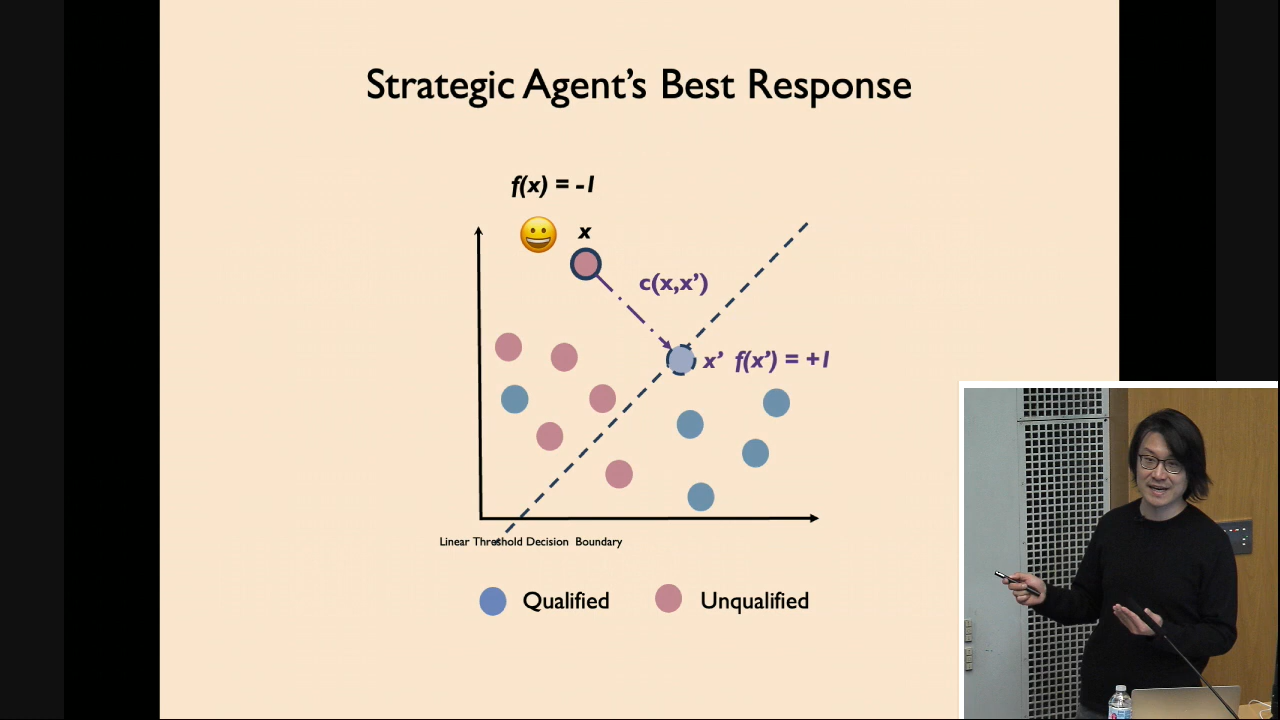 Strategic Agent's Best Response
f(x) = -1
x
c(x,x')
x' f(x') = +1
Linear Threshold Decision Boundary
Qualified
Unqualified